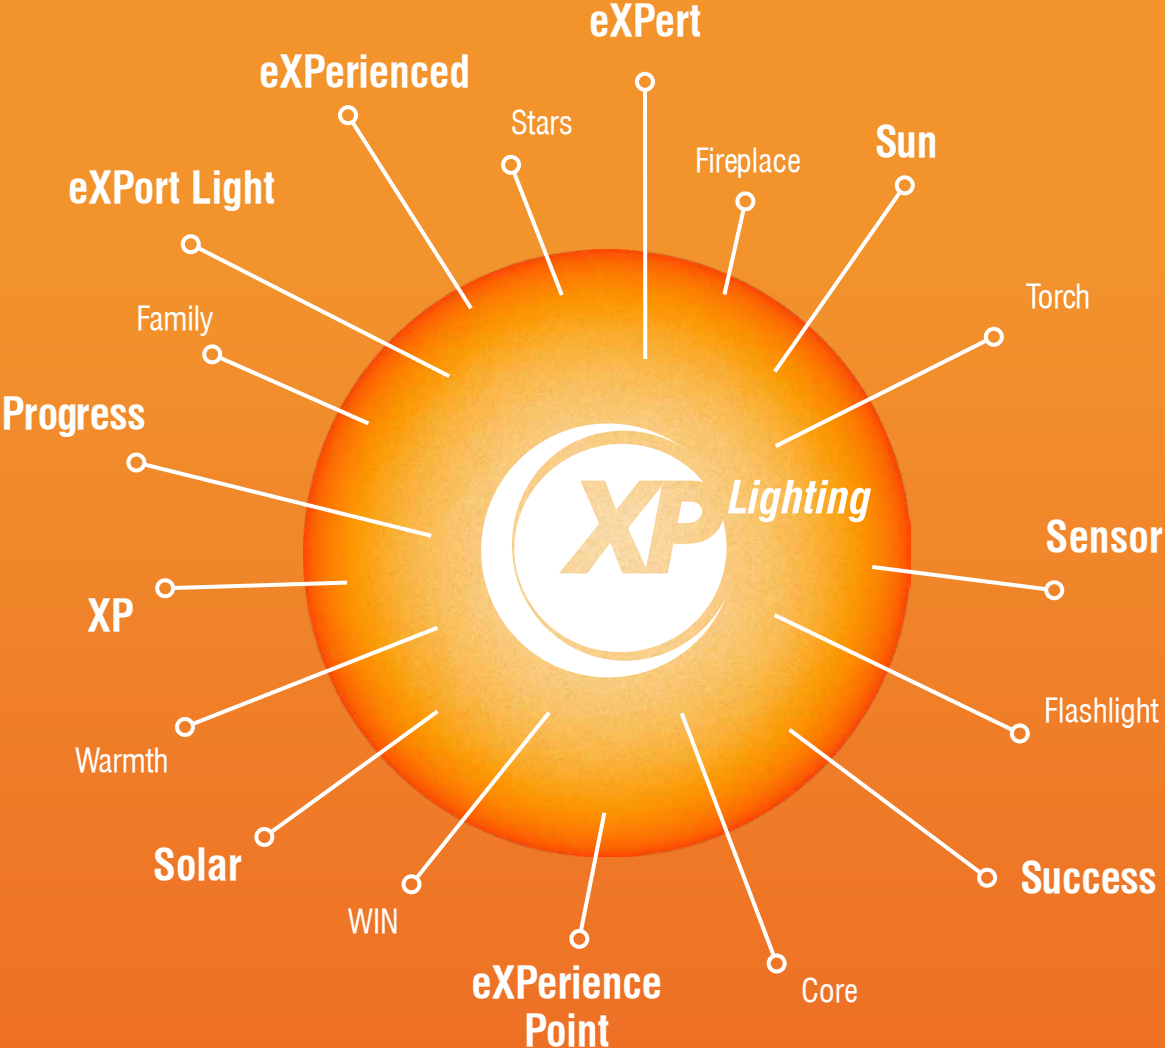 eXPert
eXPerienced
Stars
Sun
Fireplace
eXPort Light
Torch
Family
Progress
XP Lighting
Sensor
XP
Flashlight
Warmth
Solar
Success
WIN
eXPerience
Point
Core